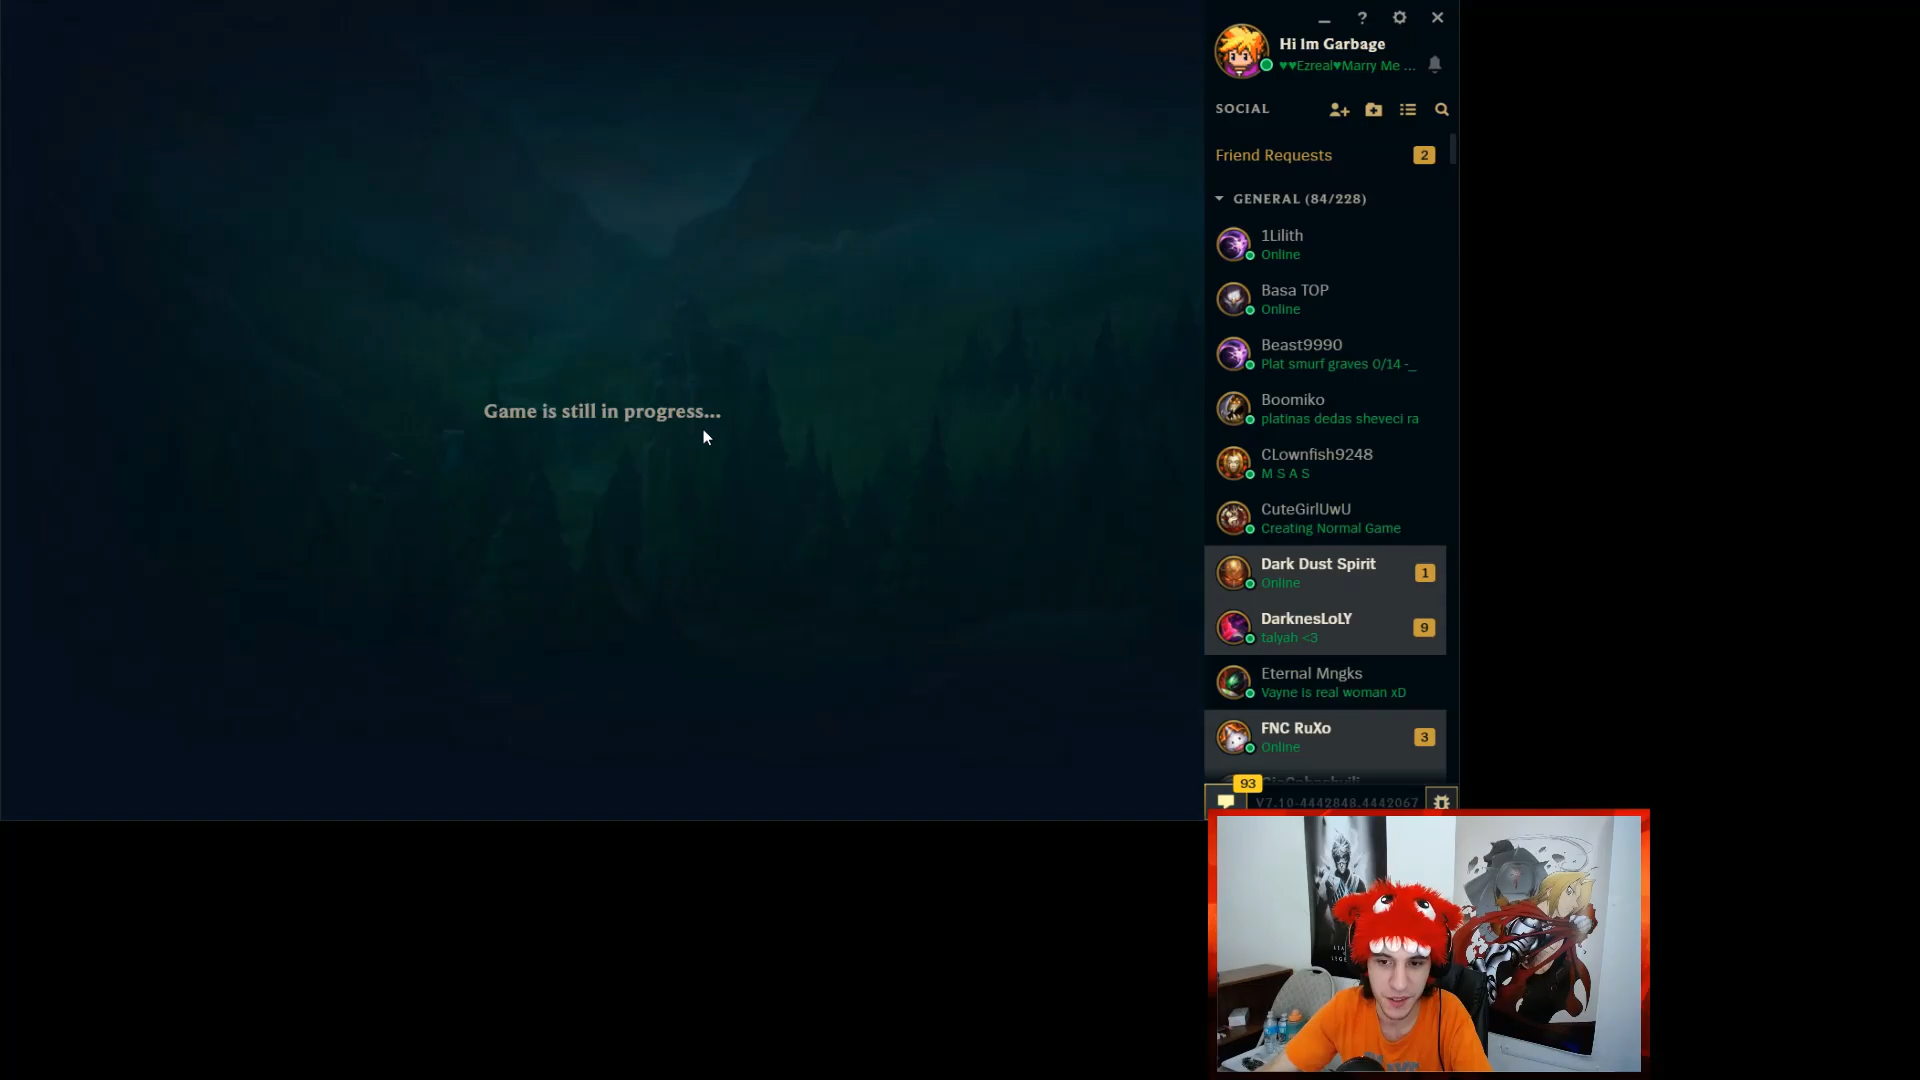 Hi Im Garbage
♥♥Ezreal♥Marry Me ...
SOCIAL
Friend Requests 2
GENERAL (84/228)
1Lilith
Online
Basa TOP
Online
Beast9990
Plat smurf graves 0/14 -_
Boomiko
platinas dedas sheveci ra
CLownfish9248
M S A S
CuteGirlUwU
Creating Normal Game
Dark Dust Spirit
Online
1
DarknesLoLY
talyah <3
9
Eternal Mngks
Vayne is real woman xD
FNC RuXo
Online
3
93
V7.10-4442848.4442067
Game is still in progress...